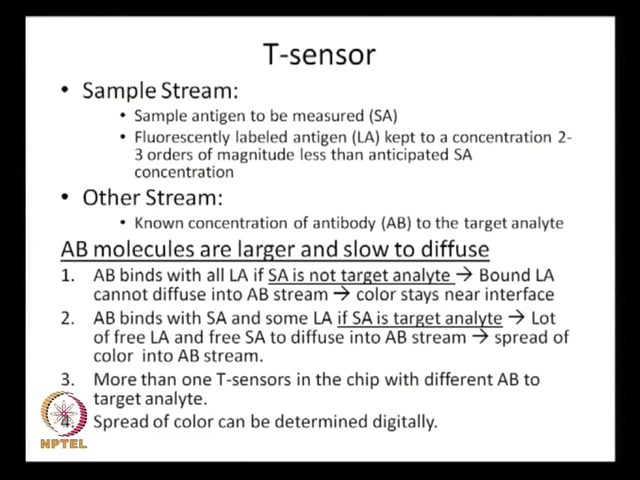 T-sensor
• Sample Stream:
• Sample antigen to be measured (SA)
• Fluorescently labeled antigen (LA) kept to a concentration 2-
3 orders of magnitude less than anticipated SA
concentration
• Other Stream:
• Known concentration of antibody (AB) to the target analyte
AB molecules are larger and slow to diffuse
1. AB binds with all LA if SA is not target analyte → Bound LA
cannot diffuse into AB stream → color stays near interface
2. AB binds with SA and some LA if SA is target analyte → Lot
of free LA and free SA to diffuse into AB stream → spread of
color into AB stream.
3. More than one T-sensors in the chip with different AB to
target analyte.
4. Spread of color can be determined digitally.
NPTEL